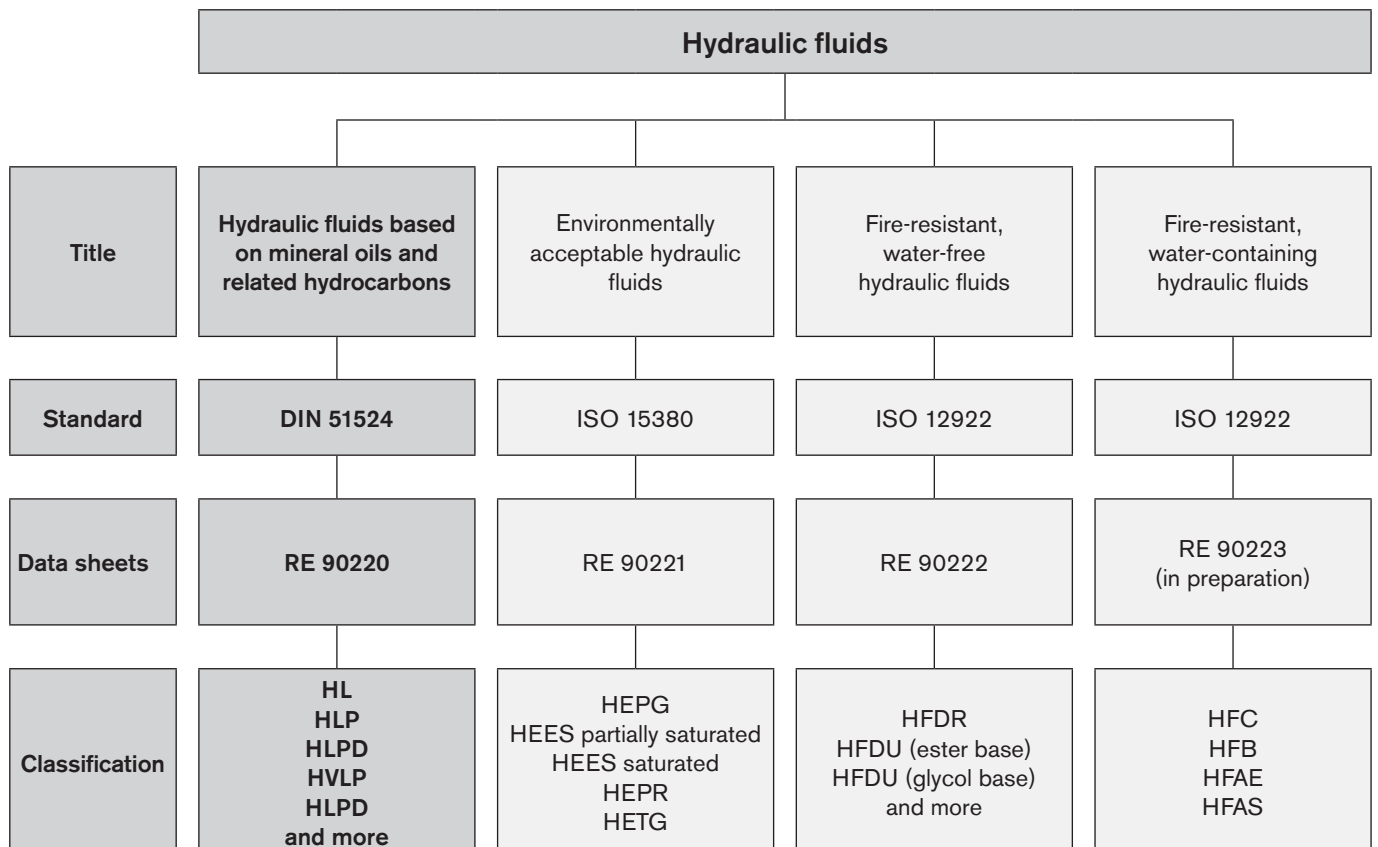 Hydraulic fluids
Title
Hydraulic fluids based
on mineral oils and
related hydrocarbons
Environmentally
acceptable hydraulic
fluids
Fire-resistant,
water-free
hydraulic fluids
Fire-resistant,
water-containing
hydraulic fluids
Standard
DIN 51524
ISO 15380
ISO 12922
ISO 12922
Data sheets
RE 90220
RE 90221
RE 90222
RE 90223
(in preparation)
Classification
HL
HLP
HLPD
HVLP
HLPD
and more
HEPG
HEES partially saturated
HEES saturated
HEPR
HETG
HFDR
HFDU (ester base)
HFDU (glycol base)
and more
HFC
HFB
HFAE
HFAS